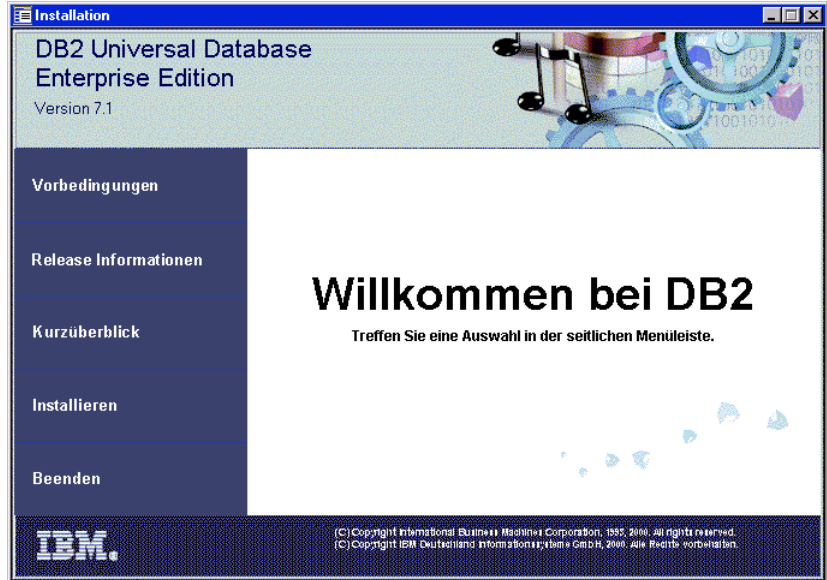 Installation
DB2 Universal Database
Enterprise Edition
Version 7.1
Vorbedingungen
Release Informationen
Kurzüberblick
Installieren
Beenden
Willkommen bei DB2
Treffen Sie eine Auswahl in der seitlichen Menüleiste.
IBM.
(C) Copyright International Business Machines Corporation, 1993, 2000. All rights reserved.
(C) Copyright IBM Deutschland Informationssysteme GmbH, 2000. Alle Rechte vorbehalten.